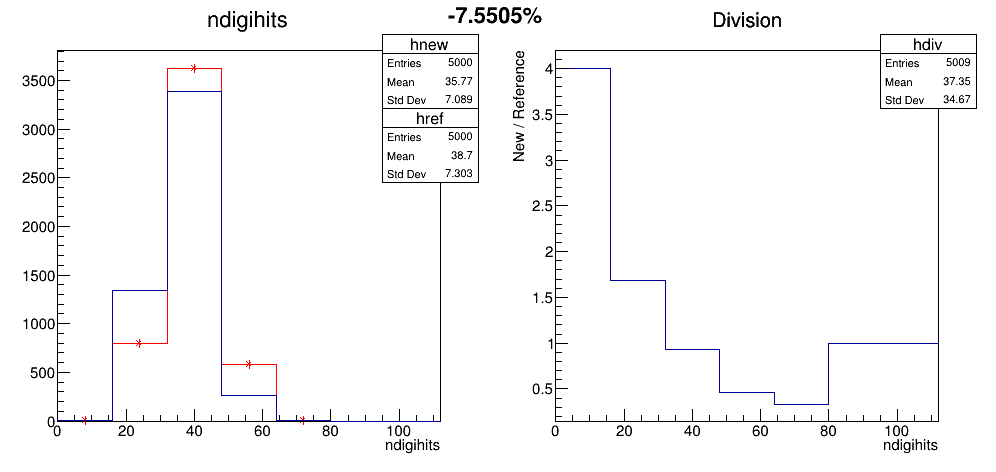 -7.5505%
ndigihits
hnew
Entries 5000
Mean 35.77
Std Dev 7.089
href
Entries 5000
Mean 38.7
Std Dev 7.303
3500
3000
2500
2000
1500
1000
500
0
0 20 40 60 80 100
ndigihits
Division
hdiv
Entries 5009
Mean 37.35
Std Dev 34.67
New / Reference
4
3.5
3
2.5
2
1.5
1
0.5
0 20 40 60 80 100
ndigihits